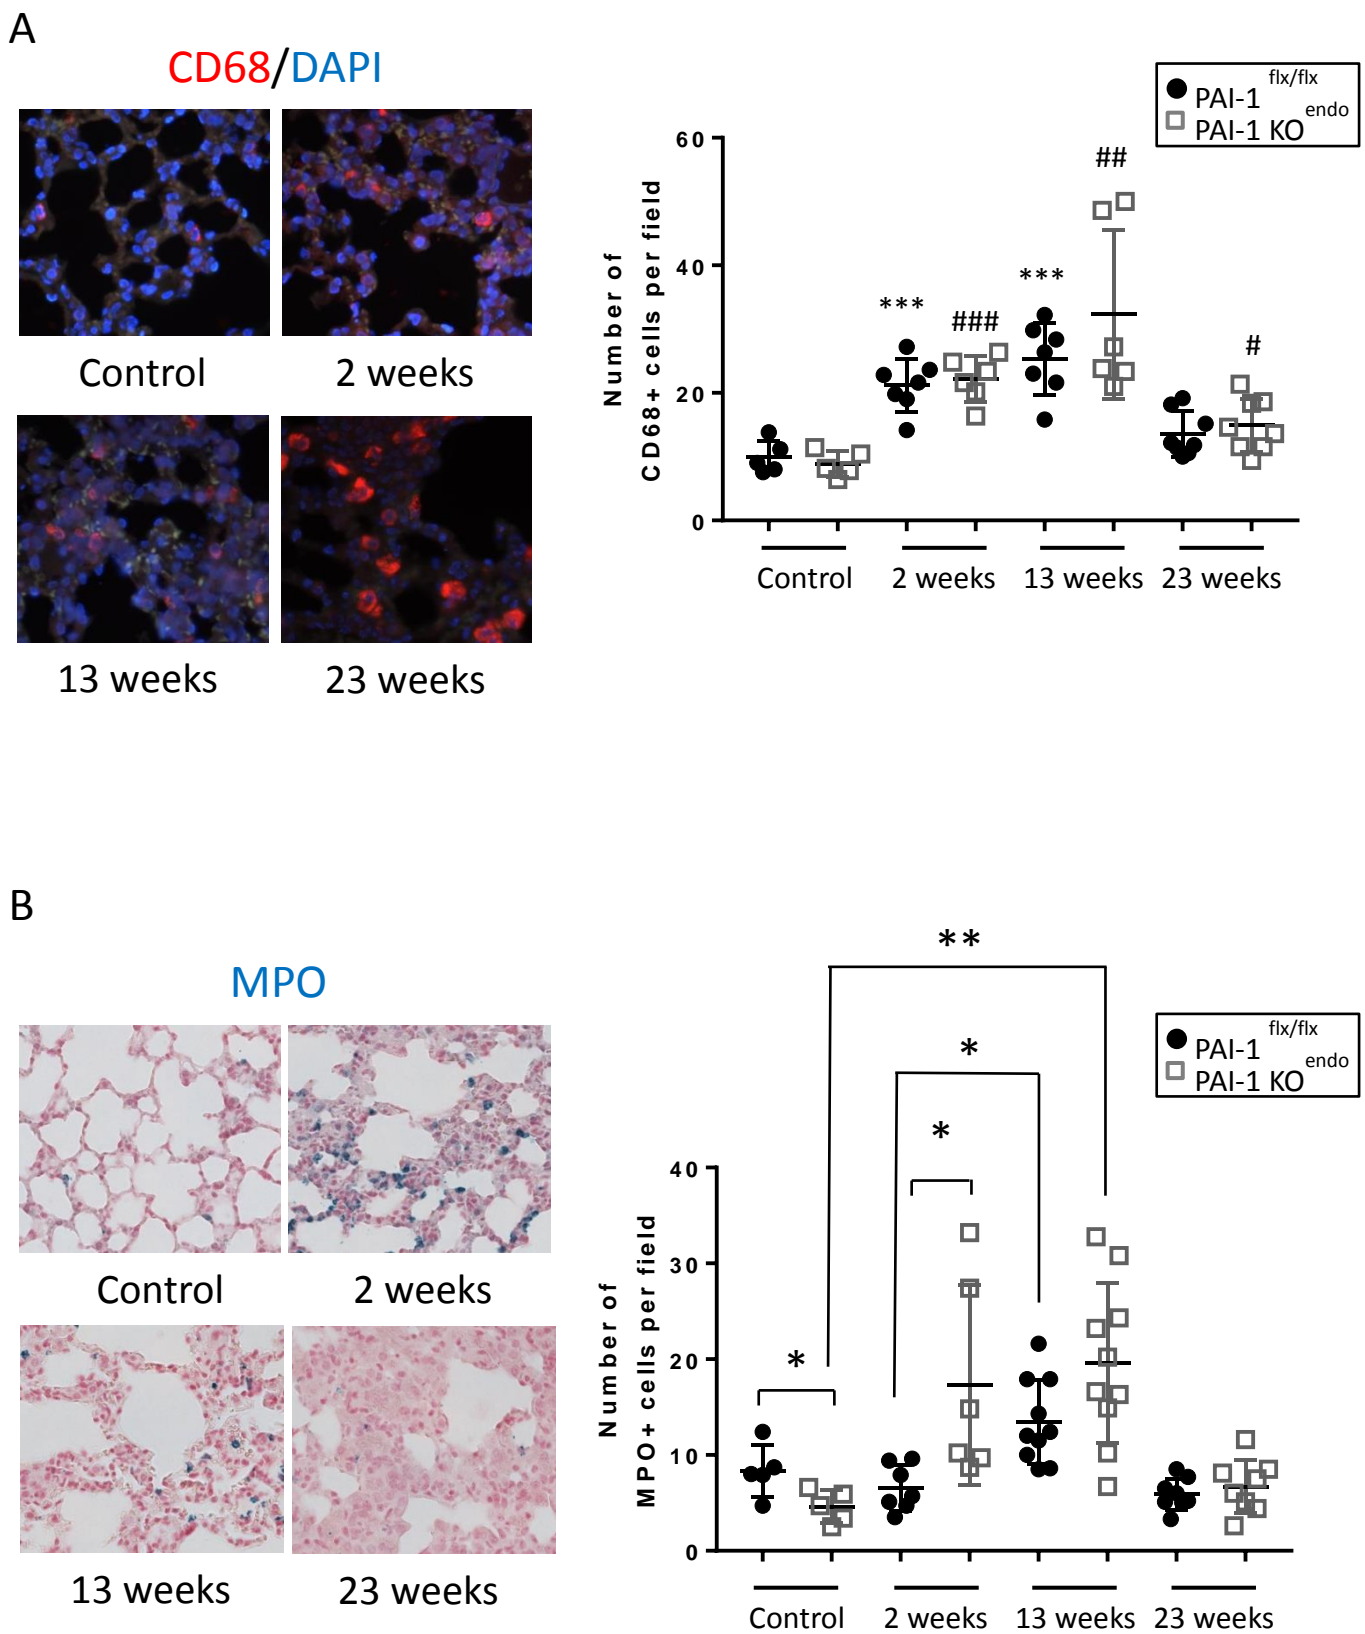 A
CD68/DAPI
Control
2 weeks
13 weeks
23 weeks
PAI-1 flx/flx
PAI-1 KO endo
Number of
CD68+ cells per field
60
40
20
0
***
###
***
##
#
Control
2 weeks
13 weeks
23 weeks
B
MPO
Control
2 weeks
13 weeks
23 weeks
PAI-1 flx/flx
PAI-1 KO endo
Number of
MPO+ cells per field
40
30
20
10
0
**
*
*
*
Control
2 weeks
13 weeks
23 weeks